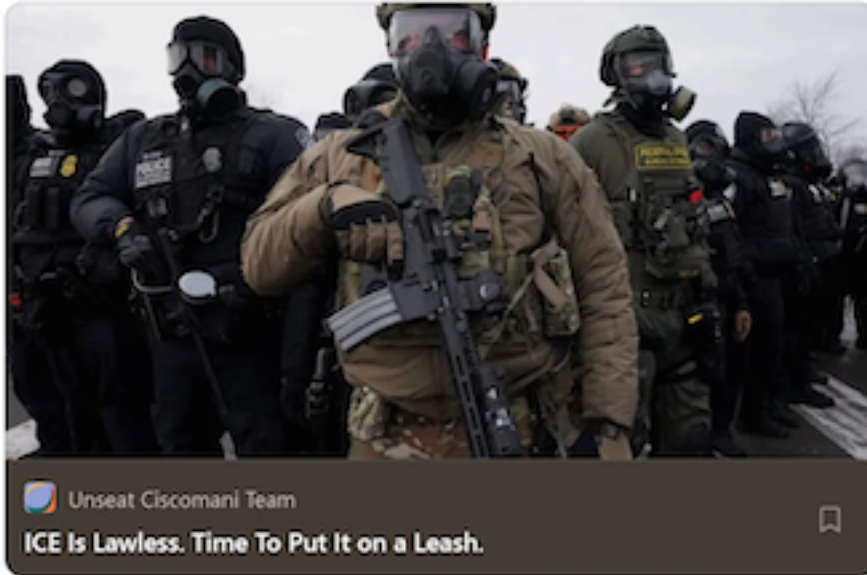 POLICE
Unseat Ciscomani Team
ICE Is Lawless. Time To Put It on a Leash.